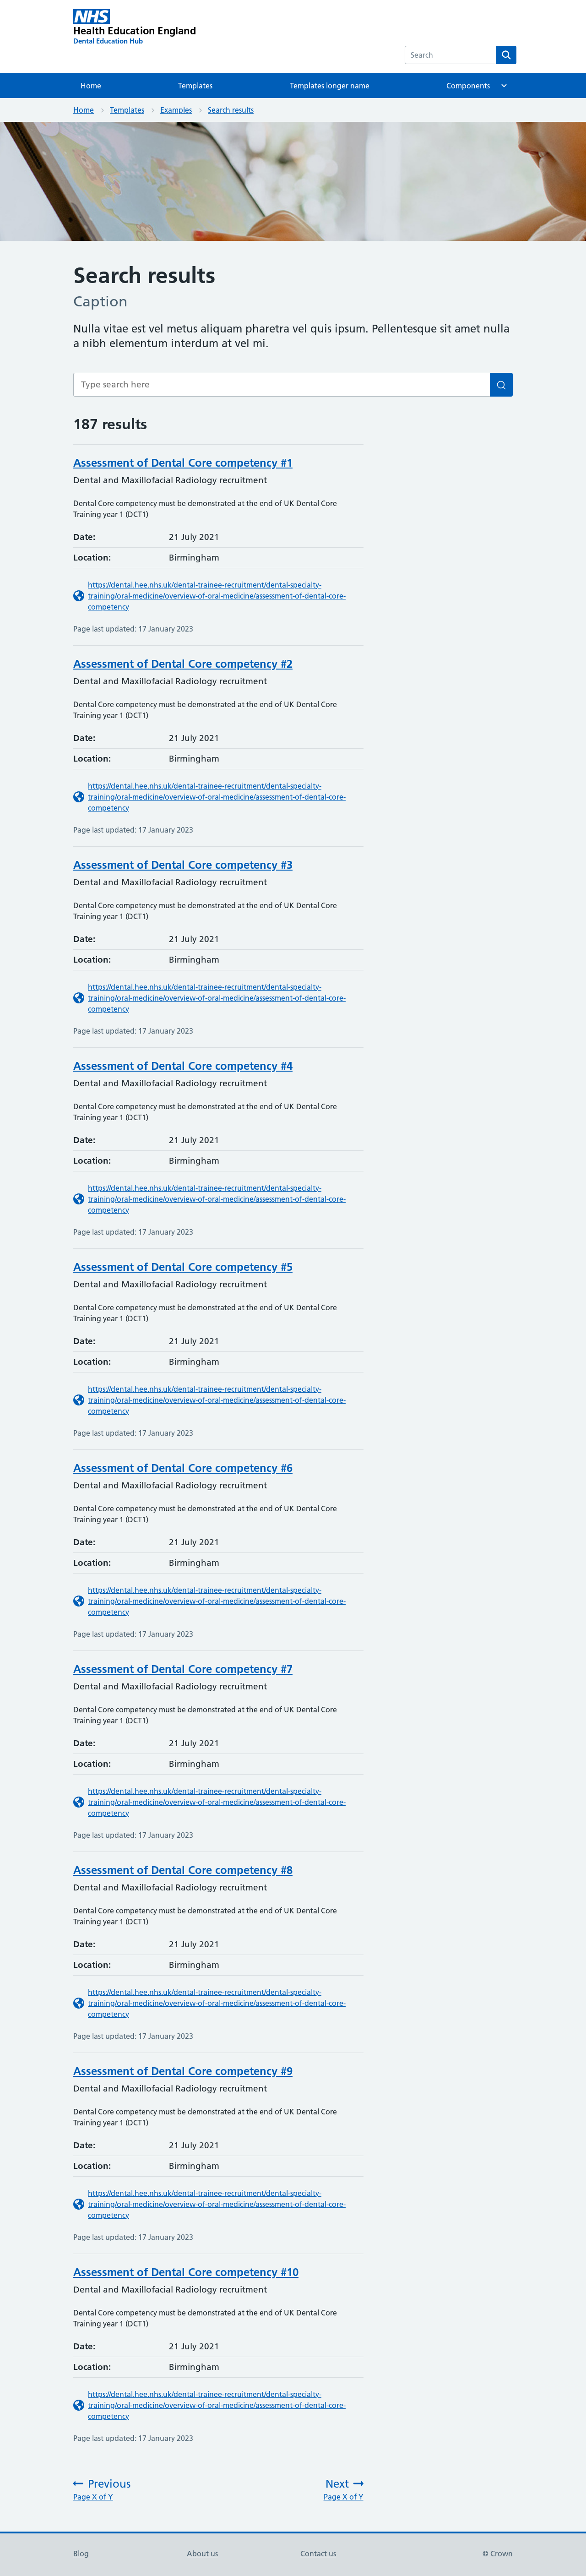 NHS
Health Education England
Dental Education Hub
Search
Home
Templates
Templates longer name
Components
Home
Templates
Examples
Search results
Search results
Caption
Nulla vitae est vel metus aliquam pharetra vel quis ipsum. Pellentesque sit amet nulla
a nibh elementum interdum at vel mi.
Type search here
187 results
Assessment of Dental Core competency #1
Dental and Maxillofacial Radiology recruitment
Dental Core competency must be demonstrated at the end of UK Dental Core
Training year 1 (DCT1)
Date: 21 July 2021
Location: Birmingham
https://dental.hee.nhs.uk/dental-trainee-recruitment/dental-specialty-
training/oral-medicine/overview-of-oral-medicine/assessment-of-dental-core-
competency
Page last updated: 17 January 2023
Assessment of Dental Core competency #2
Dental and Maxillofacial Radiology recruitment
Dental Core competency must be demonstrated at the end of UK Dental Core
Training year 1 (DCT1)
Date: 21 July 2021
Location: Birmingham
https://dental.hee.nhs.uk/dental-trainee-recruitment/dental-specialty-
training/oral-medicine/overview-of-oral-medicine/assessment-of-dental-core-
competency
Page last updated: 17 January 2023
Assessment of Dental Core competency #3
Dental and Maxillofacial Radiology recruitment
Dental Core competency must be demonstrated at the end of UK Dental Core
Training year 1 (DCT1)
Date: 21 July 2021
Location: Birmingham
https://dental.hee.nhs.uk/dental-trainee-recruitment/dental-specialty-
training/oral-medicine/overview-of-oral-medicine/assessment-of-dental-core-
competency
Page last updated: 17 January 2023
Assessment of Dental Core competency #4
Dental and Maxillofacial Radiology recruitment
Dental Core competency must be demonstrated at the end of UK Dental Core
Training year 1 (DCT1)
Date: 21 July 2021
Location: Birmingham
https://dental.hee.nhs.uk/dental-trainee-recruitment/dental-specialty-
training/oral-medicine/overview-of-oral-medicine/assessment-of-dental-core-
competency
Page last updated: 17 January 2023
Assessment of Dental Core competency #5
Dental and Maxillofacial Radiology recruitment
Dental Core competency must be demonstrated at the end of UK Dental Core
Training year 1 (DCT1)
Date: 21 July 2021
Location: Birmingham
https://dental.hee.nhs.uk/dental-trainee-recruitment/dental-specialty-
training/oral-medicine/overview-of-oral-medicine/assessment-of-dental-core-
competency
Page last updated: 17 January 2023
Assessment of Dental Core competency #6
Dental and Maxillofacial Radiology recruitment
Dental Core competency must be demonstrated at the end of UK Dental Core
Training year 1 (DCT1)
Date: 21 July 2021
Location: Birmingham
https://dental.hee.nhs.uk/dental-trainee-recruitment/dental-specialty-
training/oral-medicine/overview-of-oral-medicine/assessment-of-dental-core-
competency
Page last updated: 17 January 2023
Assessment of Dental Core competency #7
Dental and Maxillofacial Radiology recruitment
Dental Core competency must be demonstrated at the end of UK Dental Core
Training year 1 (DCT1)
Date: 21 July 2021
Location: Birmingham
https://dental.hee.nhs.uk/dental-trainee-recruitment/dental-specialty-
training/oral-medicine/overview-of-oral-medicine/assessment-of-dental-core-
competency
Page last updated: 17 January 2023
Assessment of Dental Core competency #8
Dental and Maxillofacial Radiology recruitment
Dental Core competency must be demonstrated at the end of UK Dental Core
Training year 1 (DCT1)
Date: 21 July 2021
Location: Birmingham
https://dental.hee.nhs.uk/dental-trainee-recruitment/dental-specialty-
training/oral-medicine/overview-of-oral-medicine/assessment-of-dental-core-
competency
Page last updated: 17 January 2023
Assessment of Dental Core competency #9
Dental and Maxillofacial Radiology recruitment
Dental Core competency must be demonstrated at the end of UK Dental Core
Training year 1 (DCT1)
Date: 21 July 2021
Location: Birmingham
https://dental.hee.nhs.uk/dental-trainee-recruitment/dental-specialty-
training/oral-medicine/overview-of-oral-medicine/assessment-of-dental-core-
competency
Page last updated: 17 January 2023
Assessment of Dental Core competency #10
Dental and Maxillofacial Radiology recruitment
Dental Core competency must be demonstrated at the end of UK Dental Core
Training year 1 (DCT1)
Date: 21 July 2021
Location: Birmingham
https://dental.hee.nhs.uk/dental-trainee-recruitment/dental-specialty-
training/oral-medicine/overview-of-oral-medicine/assessment-of-dental-core-
competency
Page last updated: 17 January 2023
Previous
Page X of Y
Next
Page X of Y
Blog
About us
Contact us
© Crown